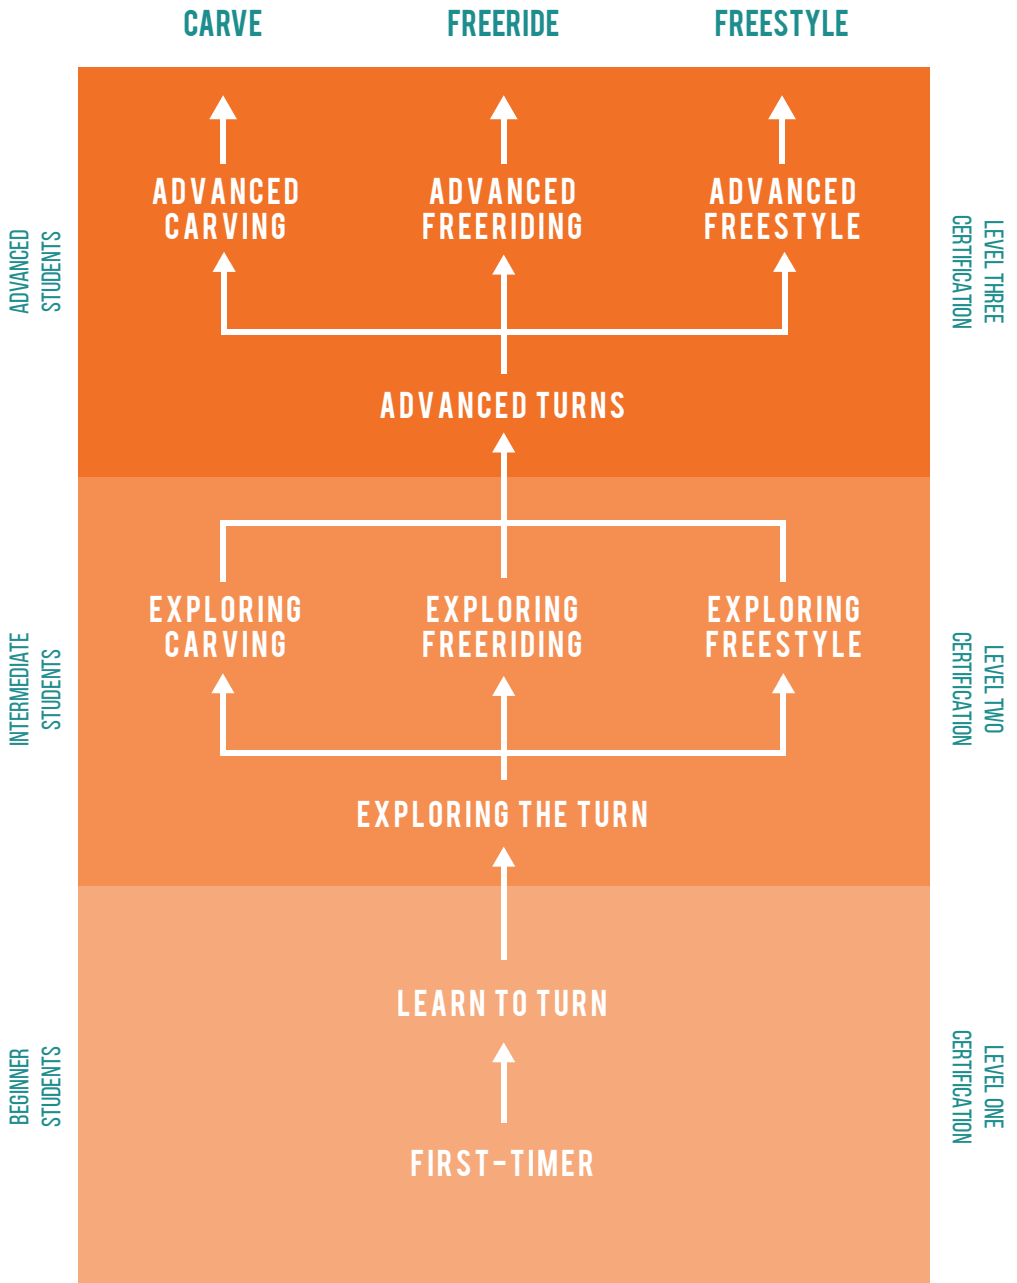 CARVE
FREERIDE
FREESTYLE
ADVANCED
CARVING
ADVANCED
FREERIDING
ADVANCED
FREESTYLE
ADVANCED
STUDENTS
LEVEL THREE
CERTIFICATION
ADVANCED TURNS
EXPLORING
CARVING
EXPLORING
FREERIDING
EXPLORING
FREESTYLE
INTERMEDIATE
STUDENTS
LEVEL TWO
CERTIFICATION
EXPLORING THE TURN
LEARN TO TURN
BEGINNER
STUDENTS
LEVEL ONE
CERTIFICATION
FIRST-TIMER